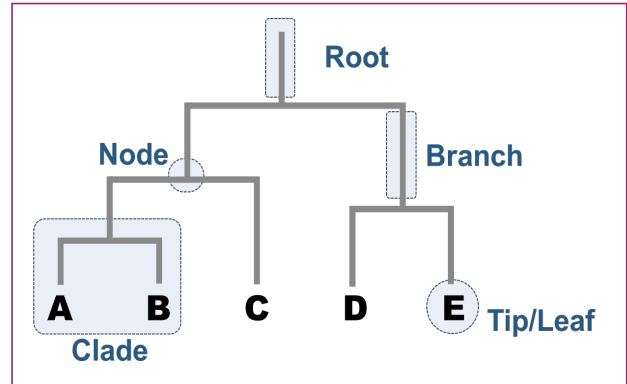 Root
Node
Branch
A B C D E
Tip/Leaf
Clade